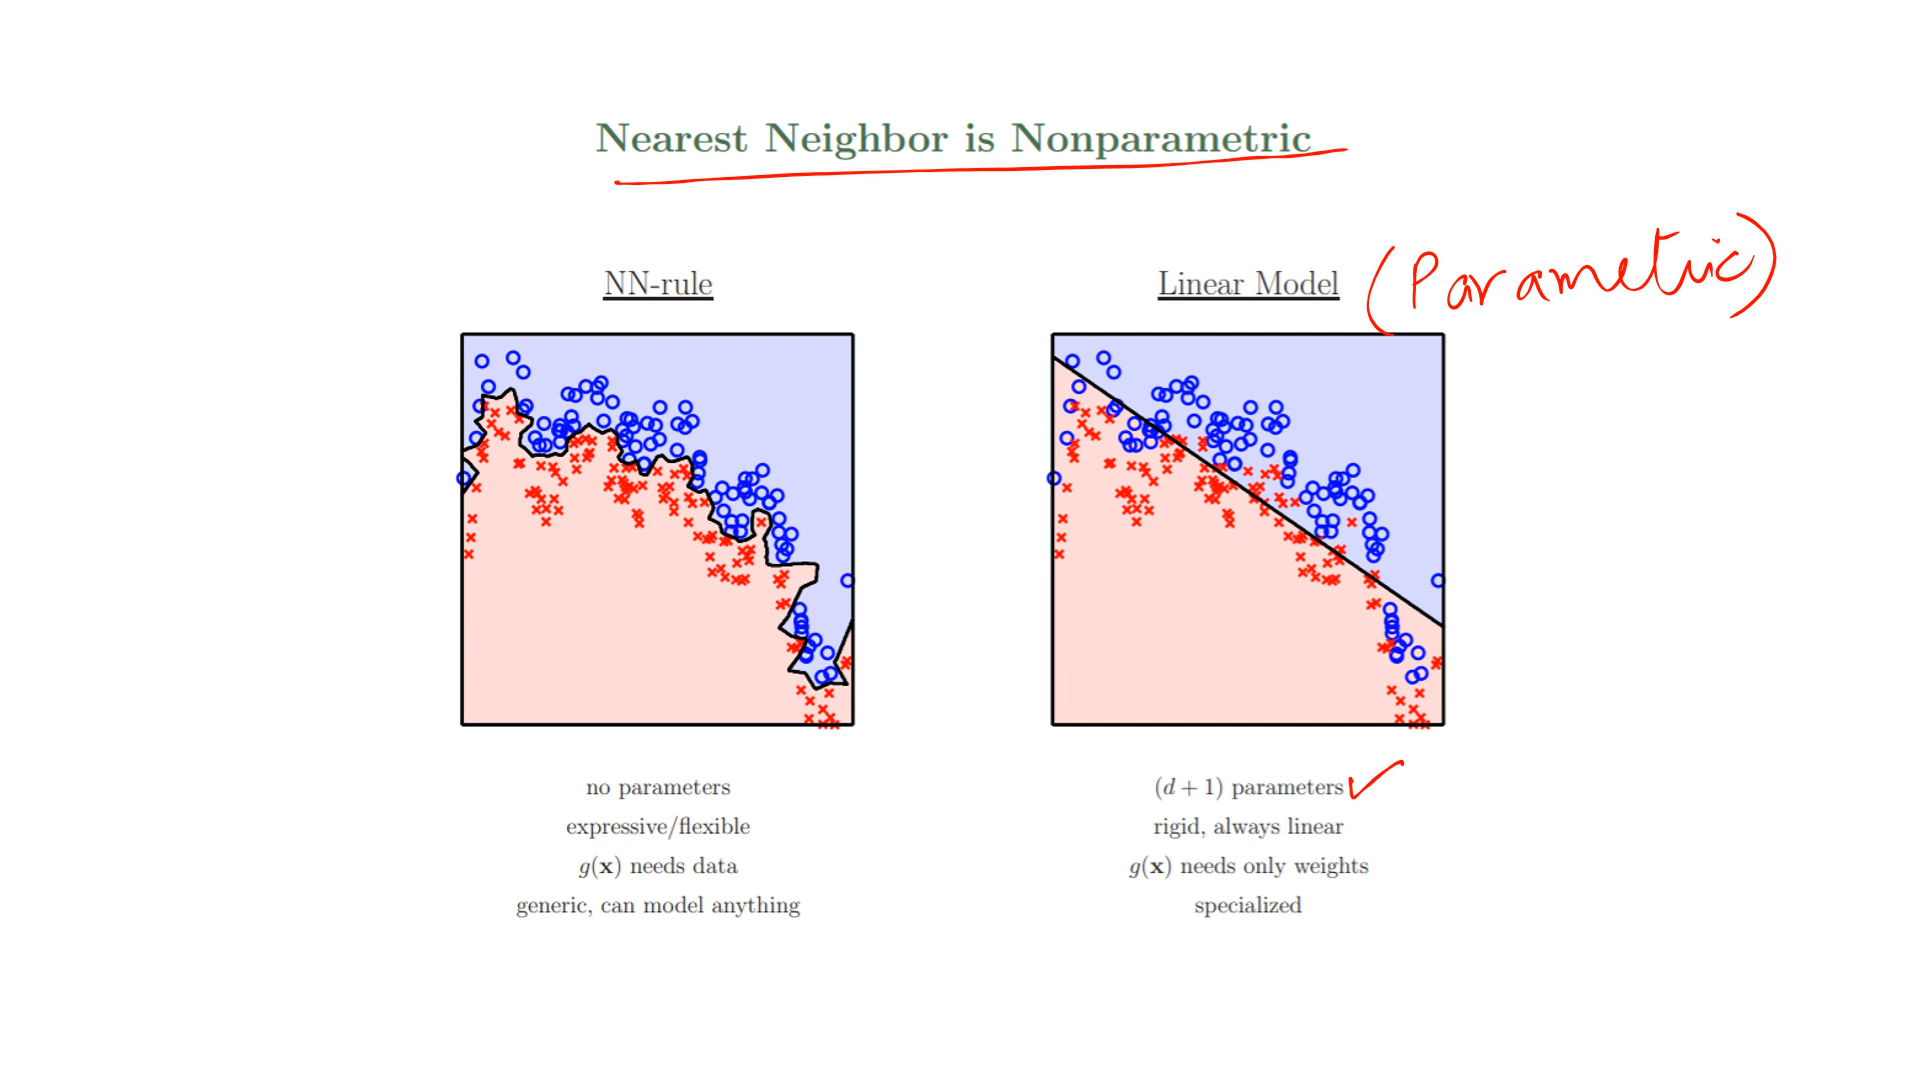 Nearest Neighbor is Nonparametric
NN-rule
Linear Model (Parametric)
no parameters
expressive/flexible
g(x) needs data
generic, can model anything
(d + 1) parameters
rigid, always linear
g(x) needs only weights
specialized